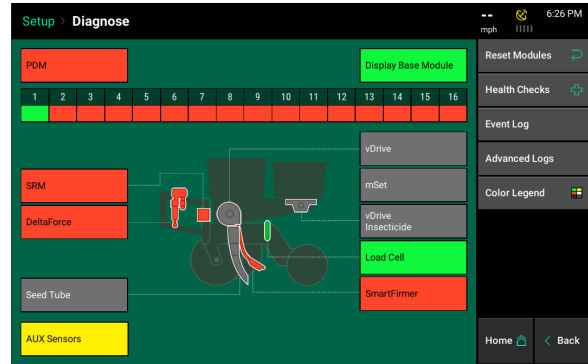 Setup > Diagnose
--
mph
6:26 PM
PDM
Display Base Module
1 2 3 4 5 6 7 8 9 10 11 12 13 14 15 16
SRM
DeltaForce
Seed Tube
AUX Sensors
vDrive
mSet
vDrive
Insecticide
Load Cell
SmartFirmer
Reset Modules
Health Checks
Event Log
Advanced Logs
Color Legend
Home
< Back